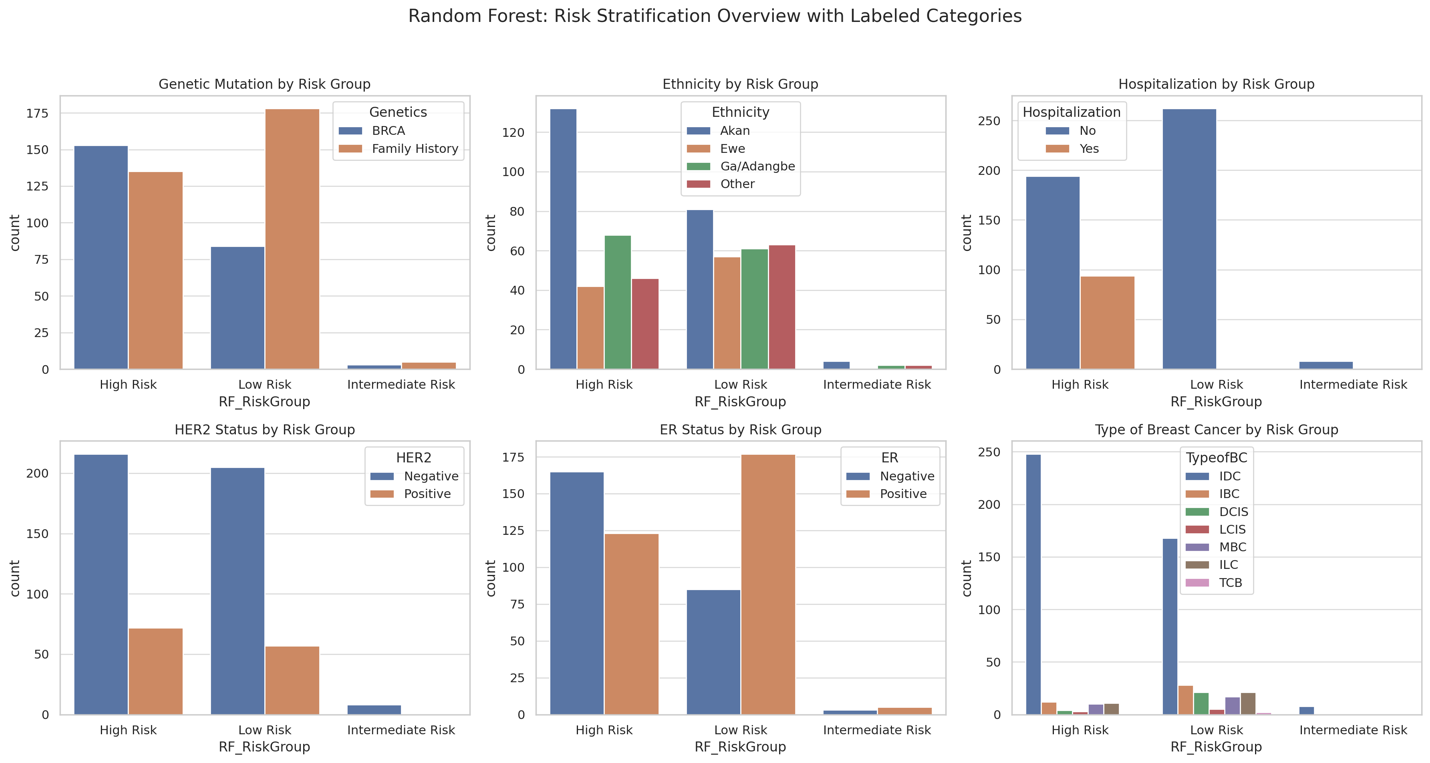 Random Forest: Risk Stratification Overview with Labeled Categories
Genetic Mutation by Risk Group
Genetics
BRCA
Family History
count
175
150
125
100
75
50
25
0
High Risk Low Risk Intermediate Risk
RF_RiskGroup
Ethnicity by Risk Group
Ethnicity
Akan
Ewe
Ga/Adangbe
Other
count
120
100
80
60
40
20
0
High Risk Low Risk Intermediate Risk
RF_RiskGroup
Hospitalization by Risk Group
Hospitalization
No
Yes
count
250
200
150
100
50
0
High Risk Low Risk Intermediate Risk
RF_RiskGroup
HER2 Status by Risk Group
HER2
Negative
Positive
count
200
150
100
50
0
High Risk Low Risk Intermediate Risk
RF_RiskGroup
ER Status by Risk Group
ER
Negative
Positive
count
175
150
125
100
75
50
25
0
High Risk Low Risk Intermediate Risk
RF_RiskGroup
Type of Breast Cancer by Risk Group
TypeofBC
IDC
IBC
DCIS
LCIS
MBC
ILC
TCB
count
250
200
150
100
50
0
High Risk Low Risk Intermediate Risk
RF_RiskGroup